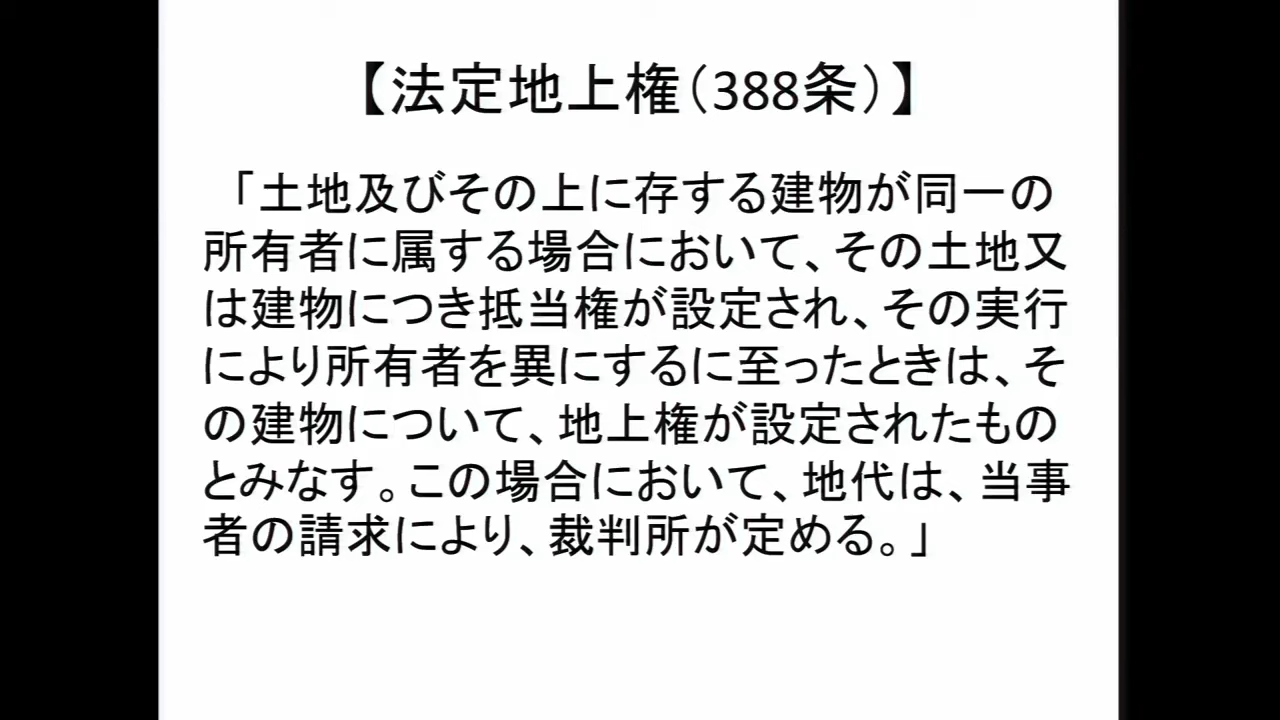 【法定地上権（388条）】
「土地及びその上に存する建物が同一の
所有者に属する場合において、その土地又
は建物につき抵当権が設定され、その実行
により所有者を異にするに至ったときは、そ
の建物について、地上権が設定されたもの
とみなす。この場合において、地代は、当事
者の請求により、裁判所が定める。」